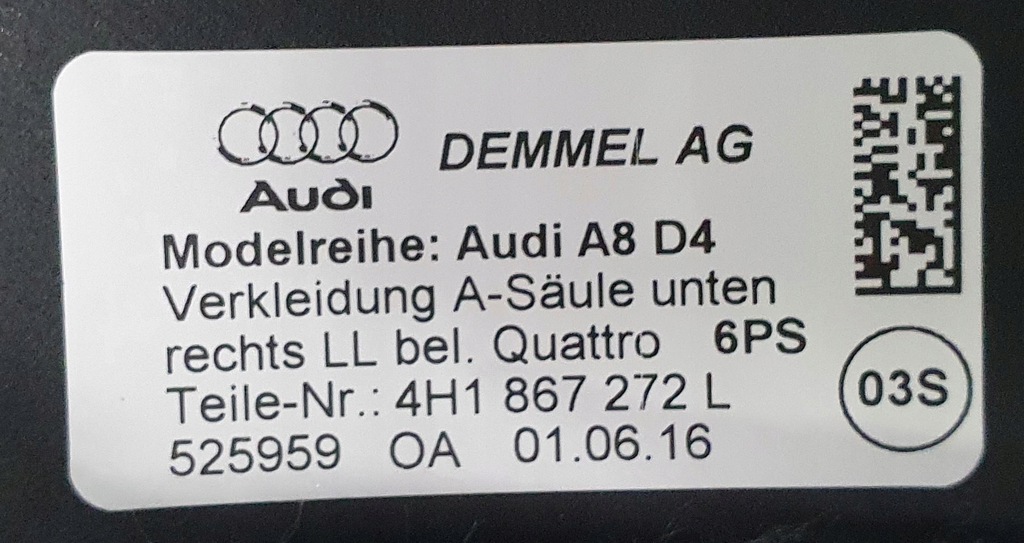 Audi
DEMMEL AG
Modelreihe: Audi A8 D4
Verkleidung A-Säule unten
rechts LL bel. Quattro 6PS
Teile-Nr.: 4H1 867 272 L
525959 OA 01.06.16
03S